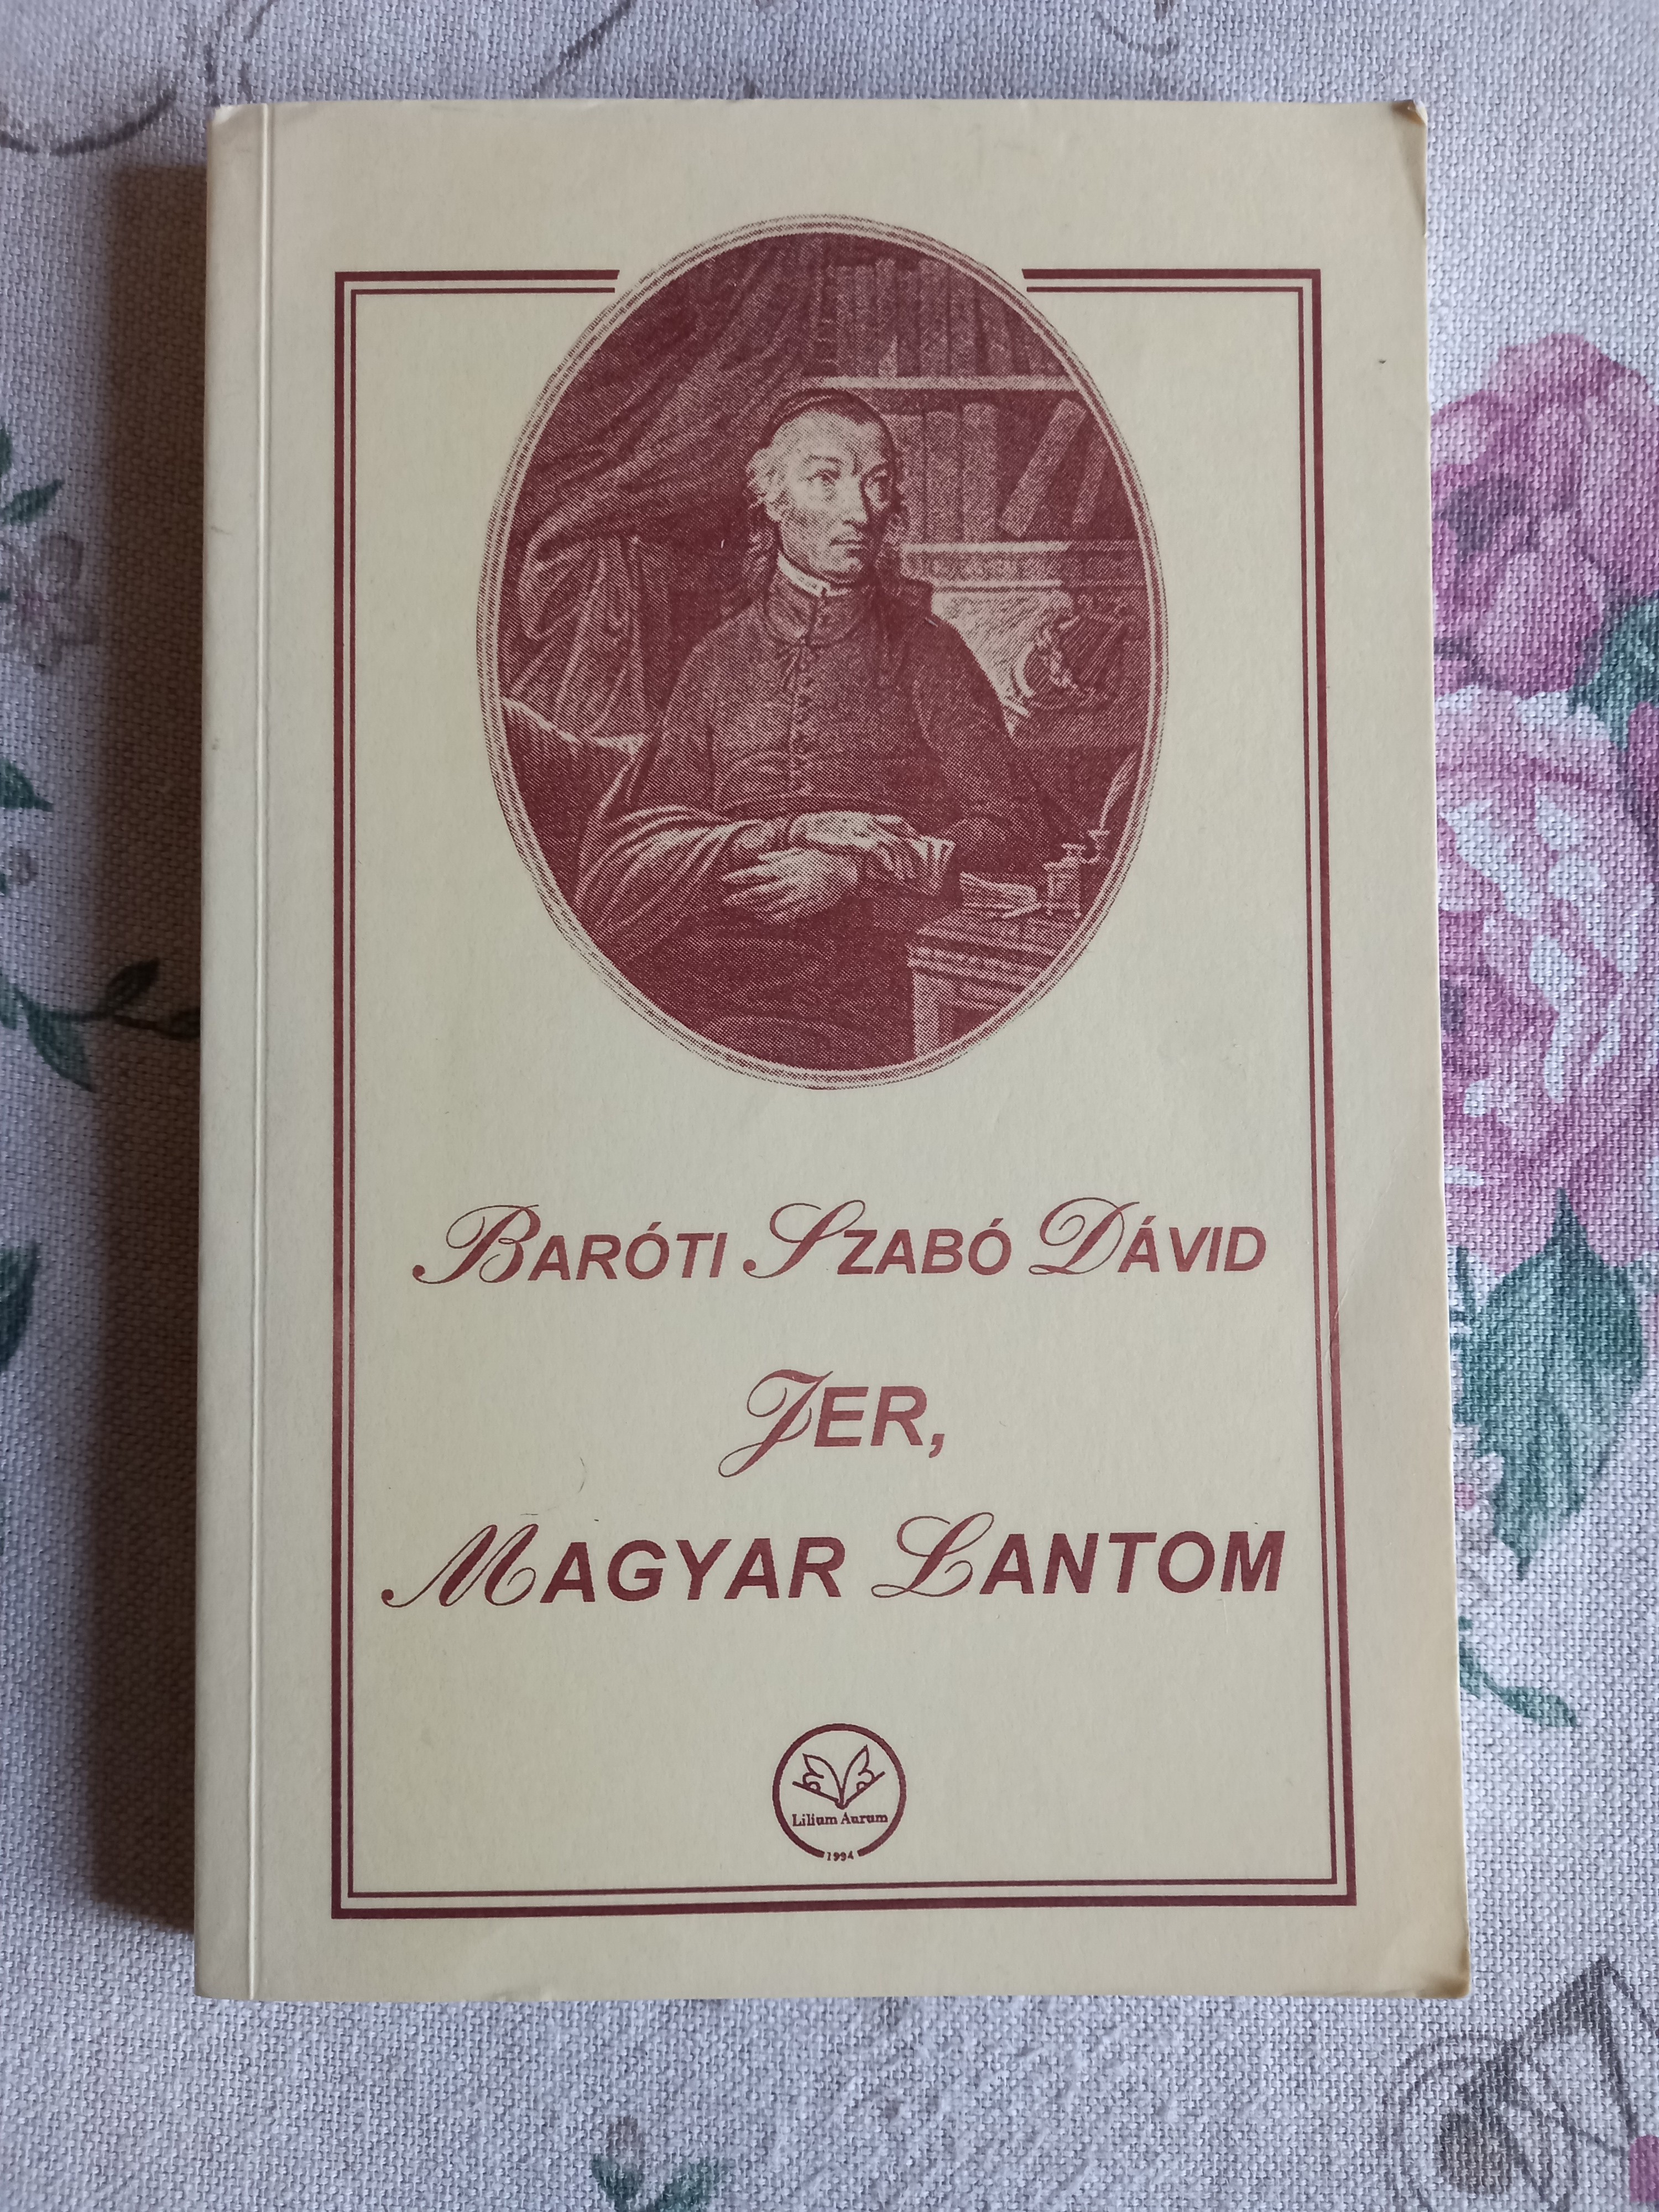 BARÓTI SZABÓ DÁVID
JER,
MAGYAR LANTOM
Lilium Aurum
1994